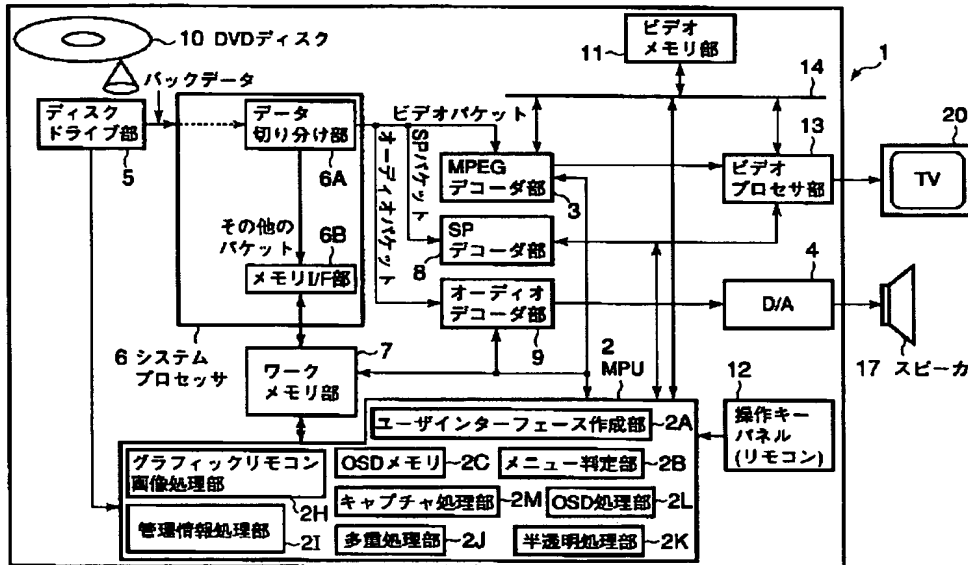 10 DVDディスク
パックデータ
ディスク
ドライブ部
5
データ
切り分け部
6A
その他の
パケット
6B
メモリI/F部
6 システム
プロセッサ
ビデオパケット
SPパケット
オーディオパケット
MPEG
デコーダ部
3
SP
デコーダ部
8
オーディオ
デコーダ部
9
ビデオ
メモリ部
11
14
1
13
ビデオ
プロセサ部
20
TV
4
D/A
17 スピーカ
7
ワーク
メモリ部
2
MPU
12
操作キー
パネル
(リモコン)
ユーザインターフェース作成部
2A
グラフィックリモコン
画像処理部
2H
OSDメモリ
2C
メニュー判定部
2B
キャプチャ処理部
2M
OSD処理部
2L
管理情報処理部
2I
多重処理部
2J
半透明処理部
2K